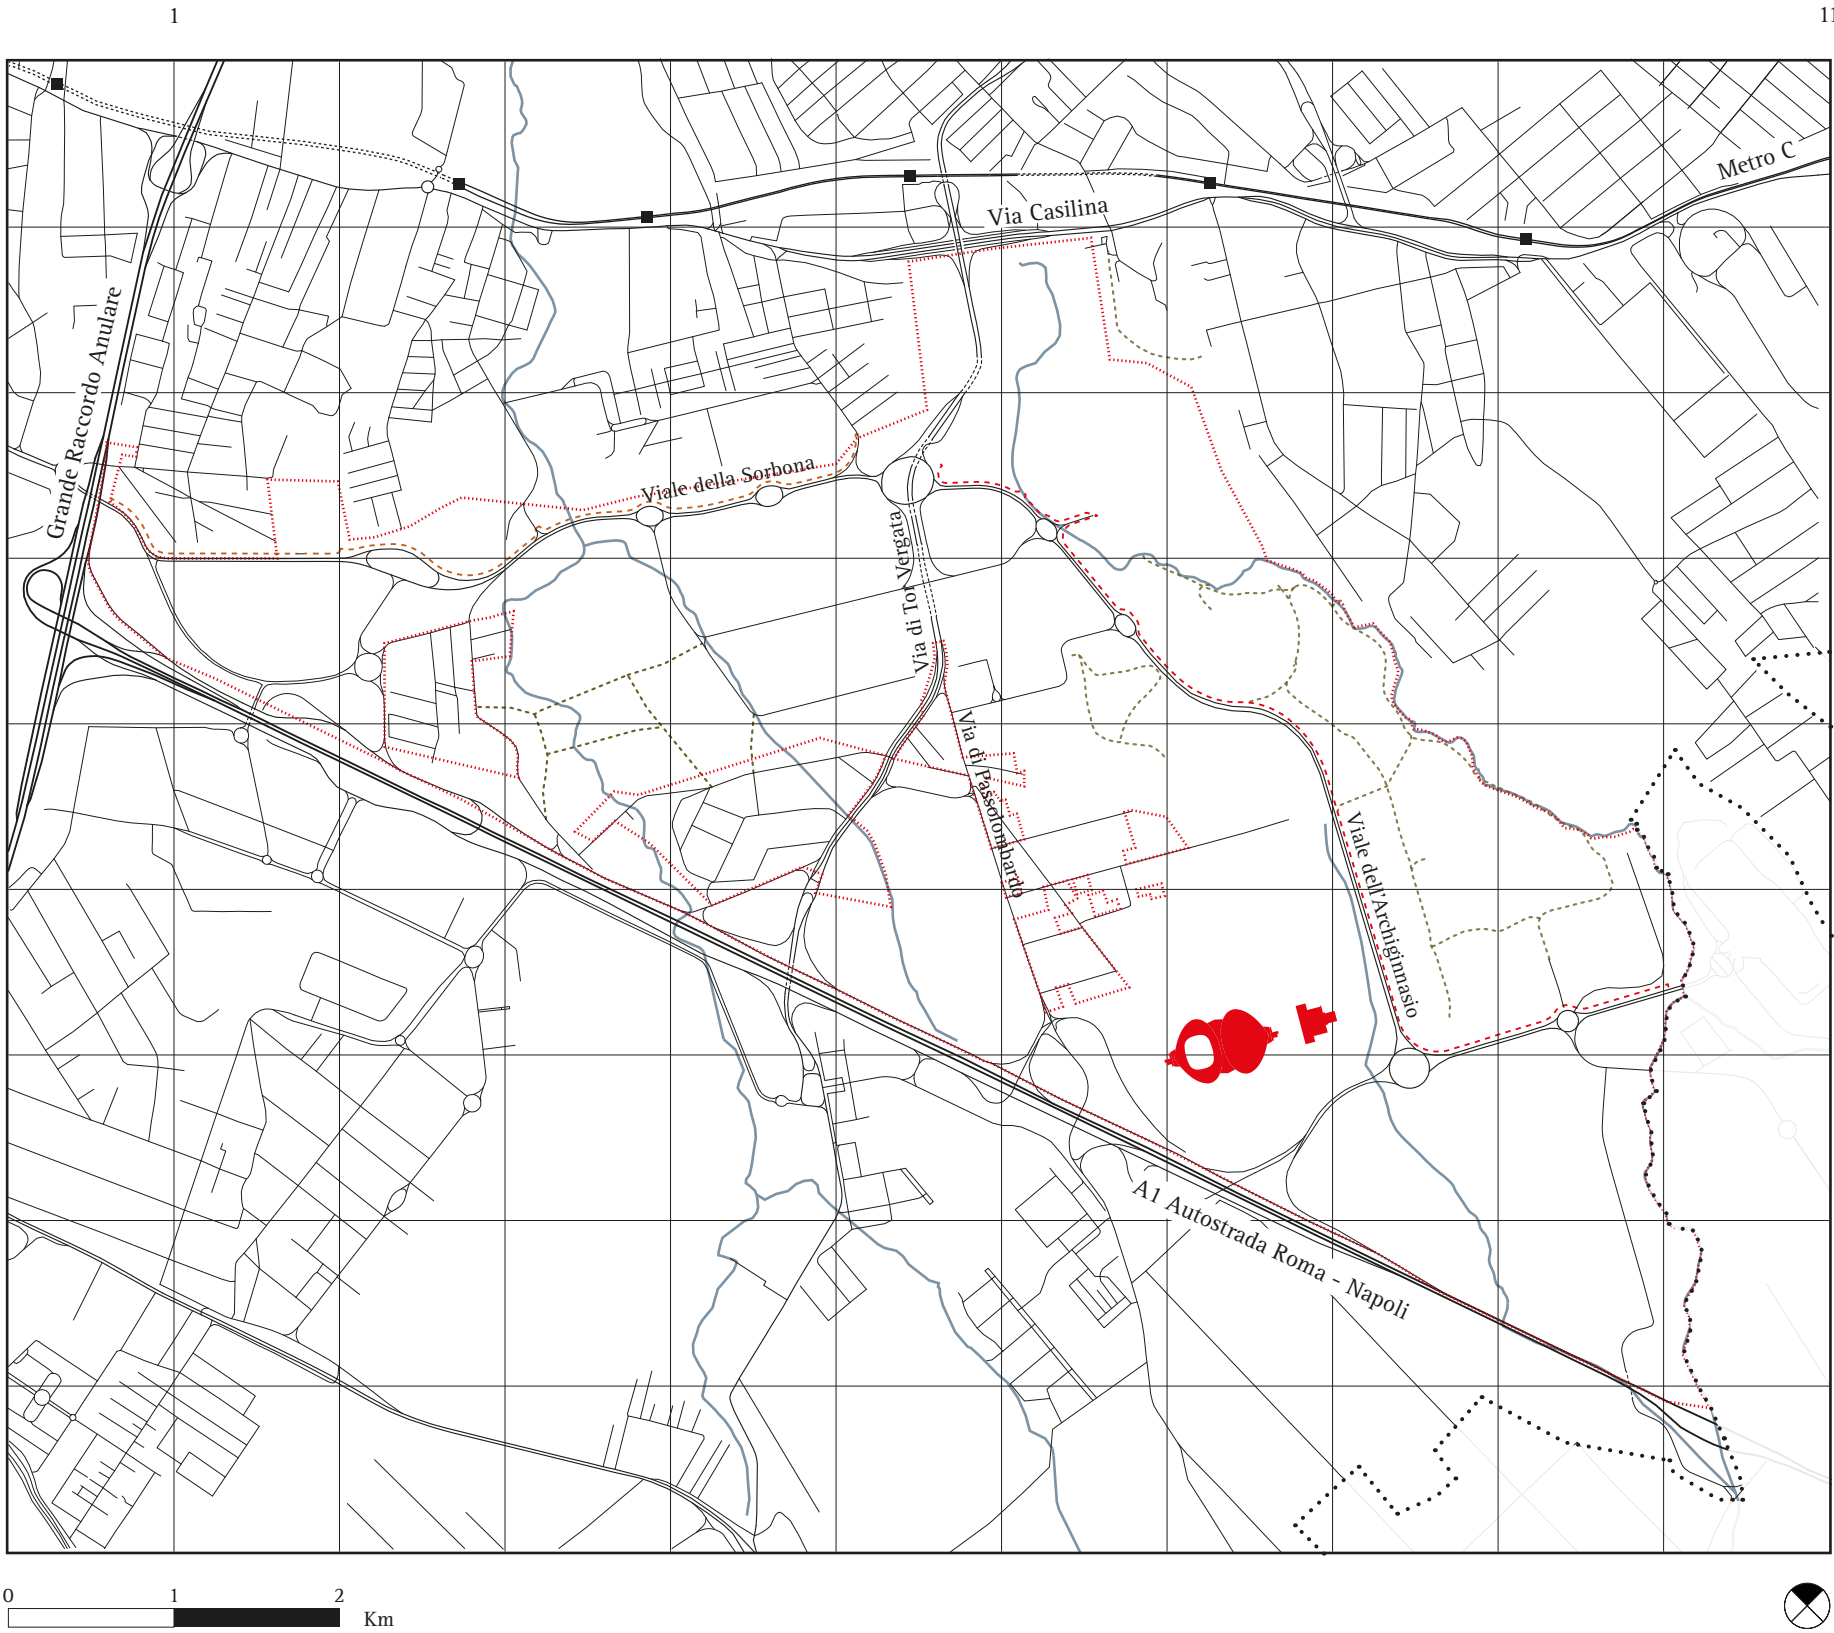 1
11
Metro C
Via Casilina
Grande Raccordo Anulare
Viale della Sorbona
Via di Tor Vergata
Via di Passolombardo
Viale dell'Archiginnasio
A1 Autostrada Roma - Napoli
0 1 2
Km